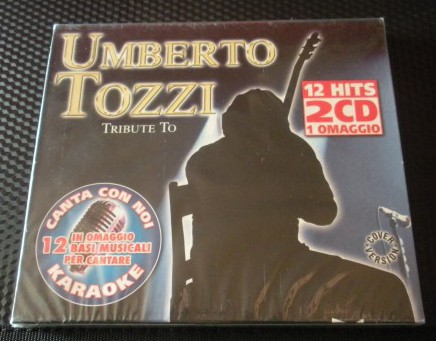 UMBERTO
TOZZI
TRIBUTE TO
12 HITS
2CD
1 OMAGGIO
CANTA CON NOI
12 IN OMAGGIO
BASI MUSICALI
PER CANTARE
KARAOKE
COVER
VERSION